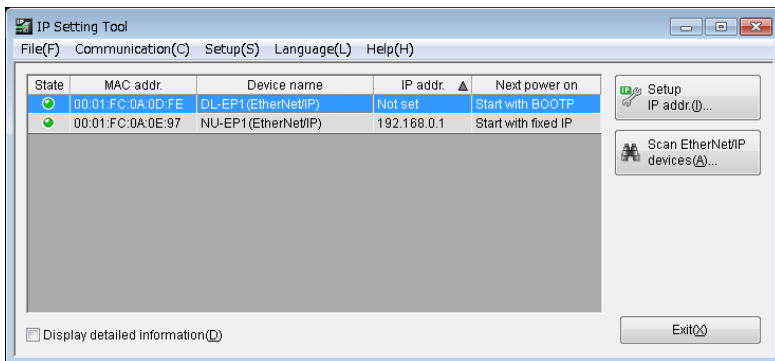 IP Setting Tool
File(F) Communication(C) Setup(S) Language(L) Help(H)
State MAC addr. Device name IP addr. Next power on
00:01:FC:0A:0D:FE DL-EP1(EtherNet/IP) Not set Start with BOOTP
00:01:FC:0A:0E:97 NU-EP1(EtherNet/IP) 192.168.0.1 Start with fixed IP
Setup
IP addr.(I)...
Scan EtherNet/IP
devices(A)...
Display detailed information(D)
Exit(X)